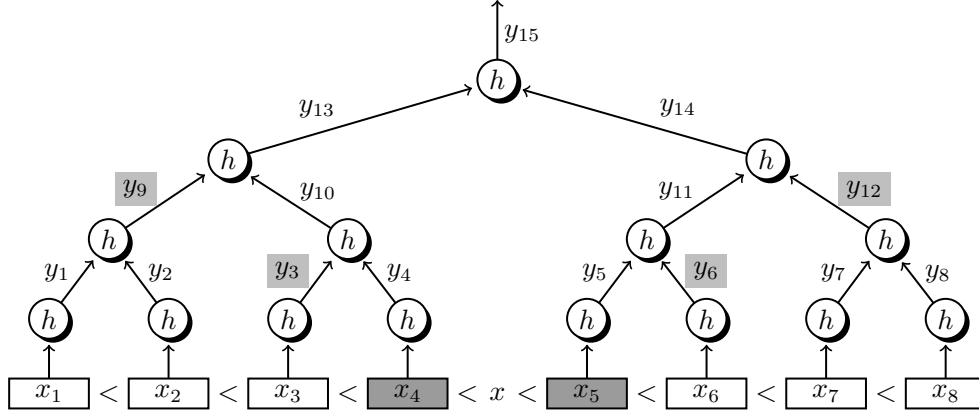 y₁₅
h
y₁₃ y₁₄
h h
y₉ y₁₀ y₁₁ y₁₂
h h h h
y₁ y₂ y₃ y₄ y₅ y₆ y₇ y₈
h h h h h h h h
x₁ < x₂ < x₃ < x₄ < x < x₅ < x₆ < x₇ < x₈